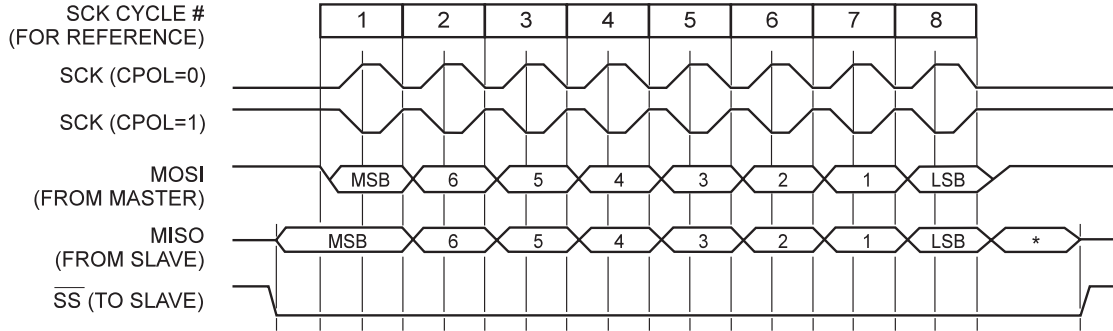 SCK CYCLE #
(FOR REFERENCE)
1 2 3 4 5 6 7 8
SCK (CPOL=0)
SCK (CPOL=1)
MOSI
(FROM MASTER)
MSB 6 5 4 3 2 1 LSB
MISO
(FROM SLAVE)
MSB 6 5 4 3 2 1 LSB *
SS (TO SLAVE)